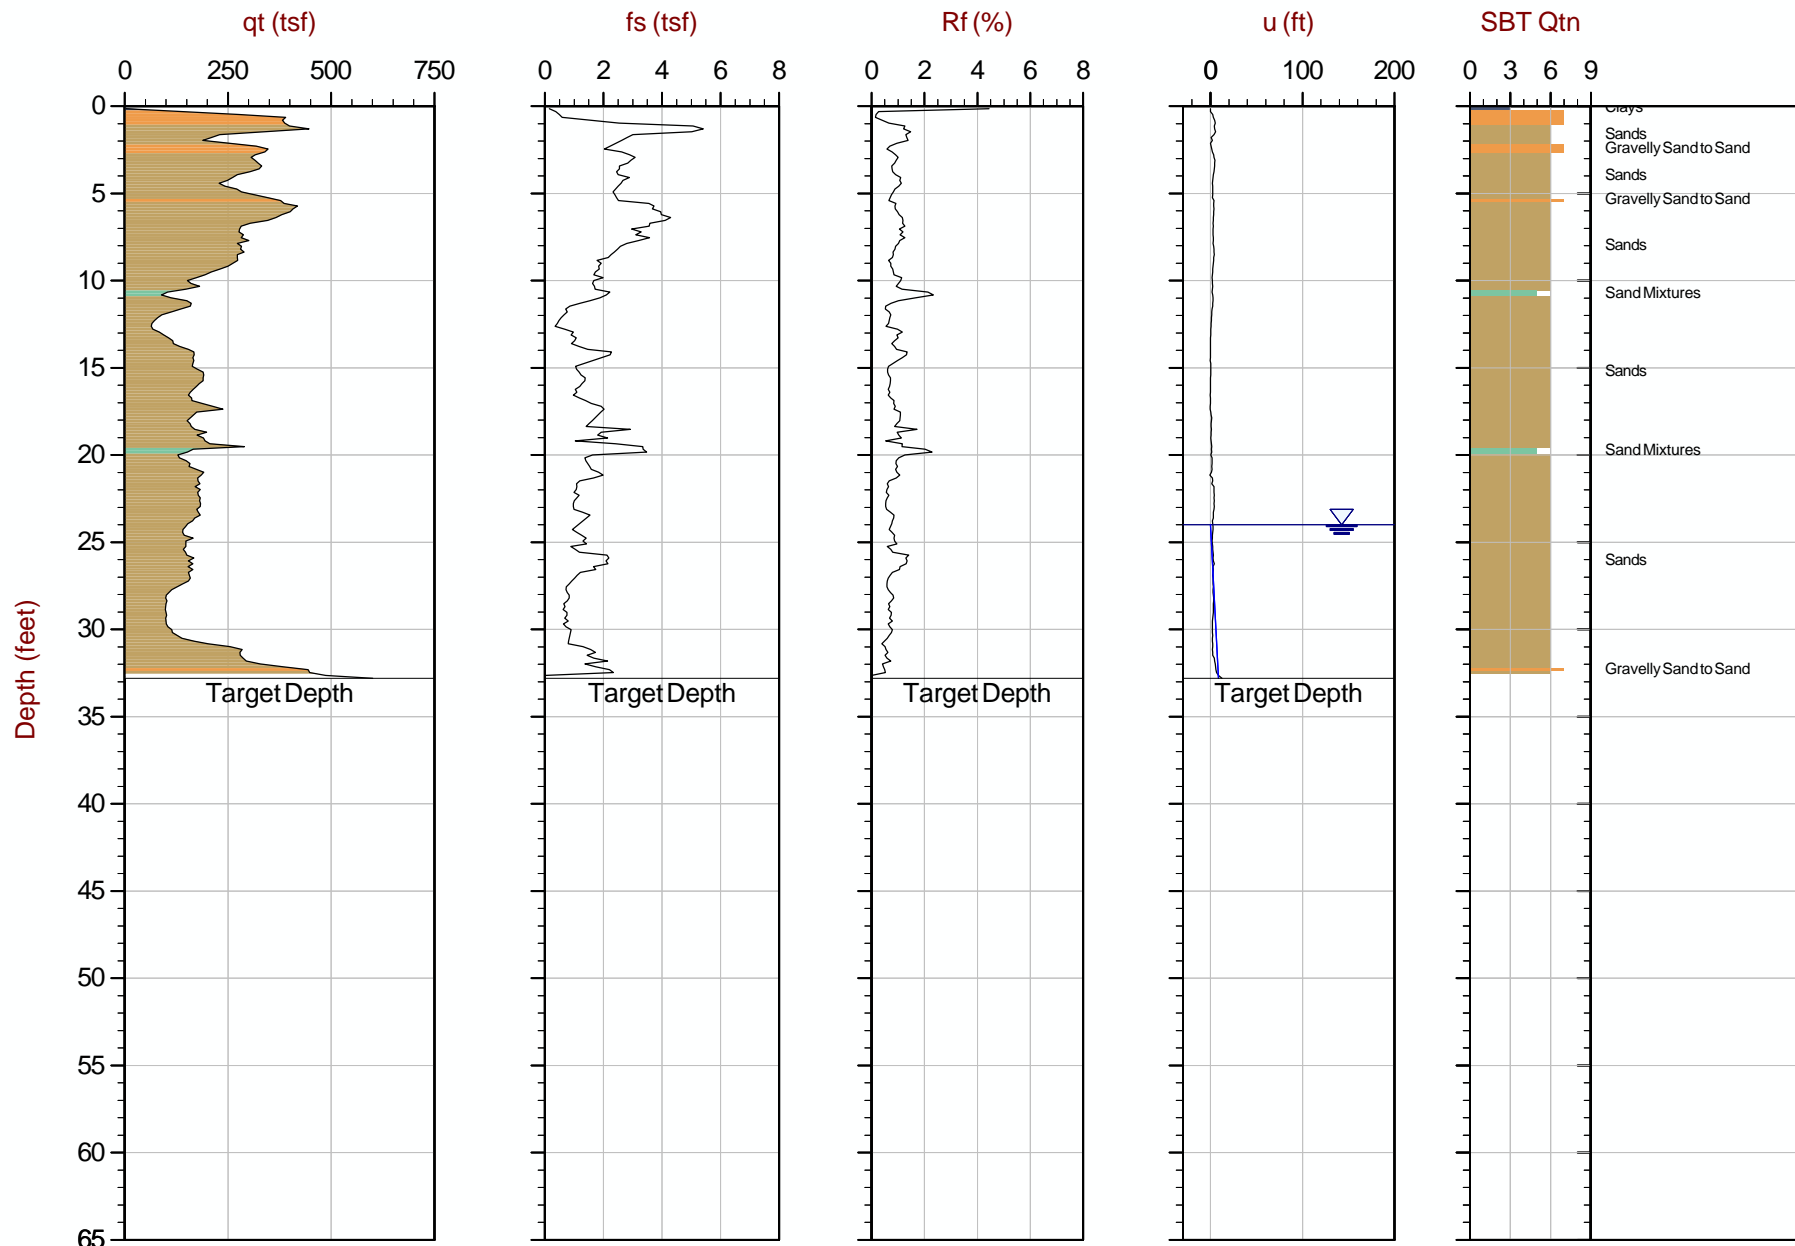 qt (tsf) fs (tsf) Rf (%) u (ft) SBT Qtn
0 250 500 750 0 2 4 6 8 0 2 4 6 8 0 100 200 0 3 6 9
0
Clays
Sands
Gravelly Sand to Sand
Sands
5
Gravelly Sand to Sand
Sands
10
Sand Mixtures
15
Sands
20
Sand Mixtures
25
Sands
30
Gravelly Sand to Sand
Target Depth Target Depth Target Depth Target Depth
35
40
45
50
55
60
65
Depth (feet)